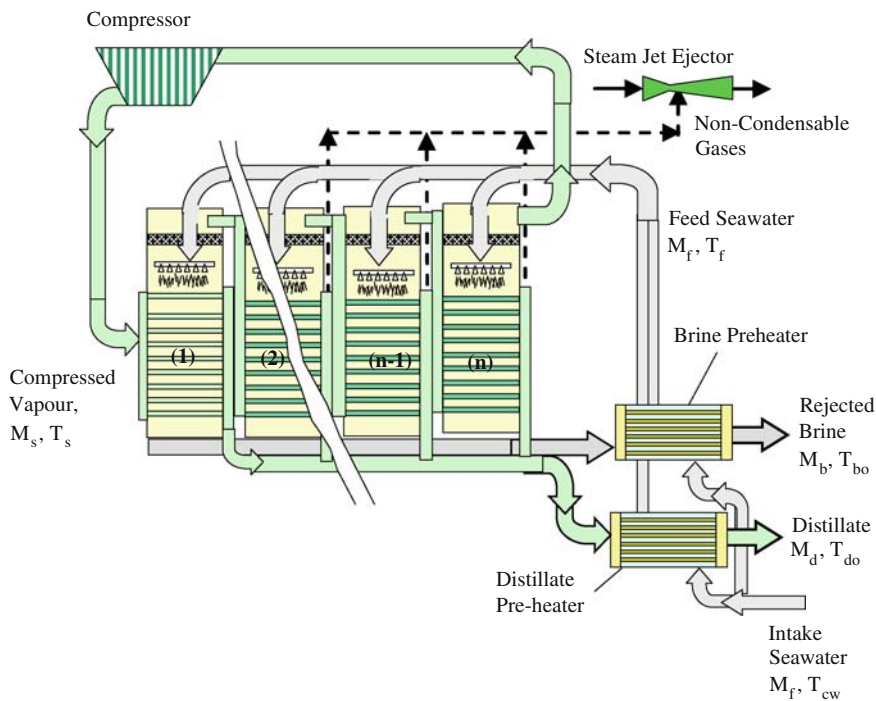 Compressor
Steam Jet Ejector
Non-Condensable
Gases
Feed Seawater
M_f, T_f
(1)
(2)
(n-1)
(n)
Brine Preheater
Compressed
Vapour,
M_s, T_s
Rejected
Brine
M_b, T_bo
Distillate
M_d, T_do
Distillate
Pre-heater
Intake
Seawater
M_f, T_cw